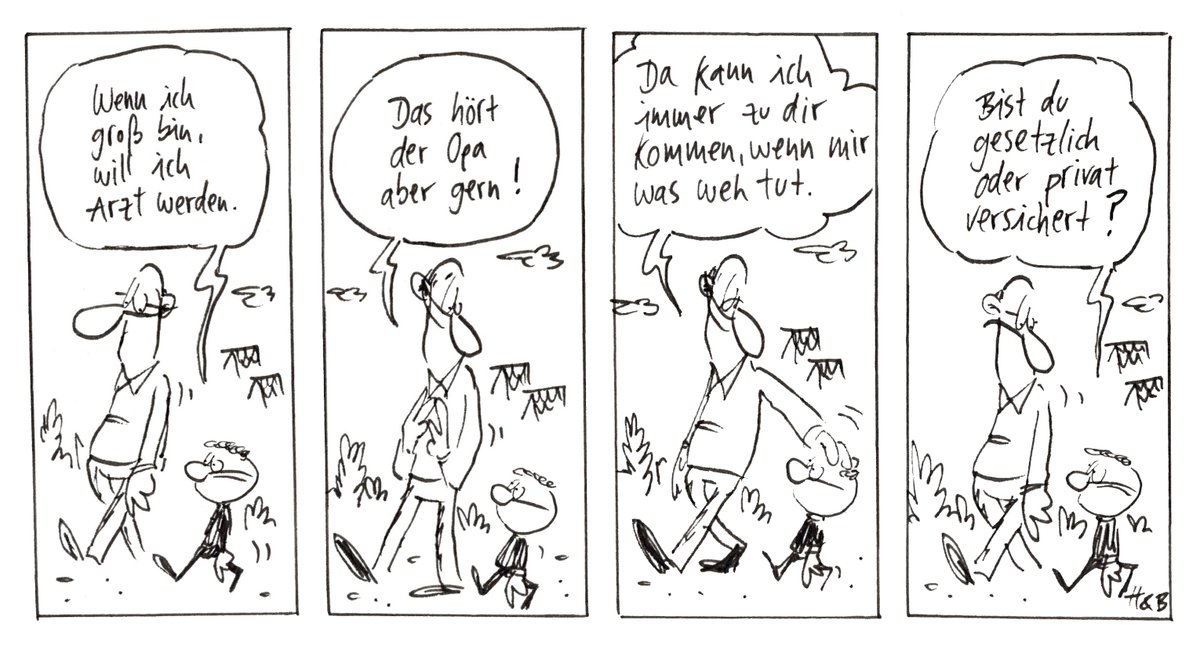 Wenn ich
groß bin,
will ich
Arzt werden.
Das hört
der Opa
aber gern!
Da kann ich
immer zu dir
kommen, wenn mir
was weh tut.
Bist du
gesetzlich
oder privat
versichert?
H&B